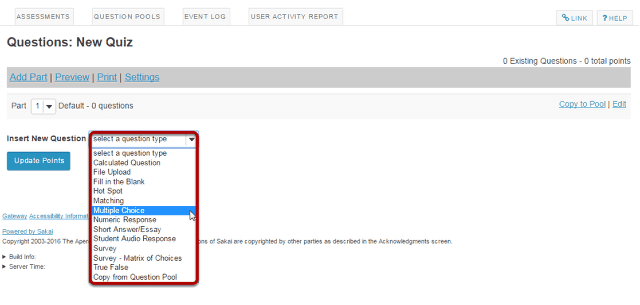 ASSESSMENTS QUESTION POOLS EVENT LOG USER ACTIVITY REPORT
LINK ? HELP
Questions: New Quiz
0 Existing Questions - 0 total points
Add Part | Preview | Print | Settings
Part 1 Default - 0 questions Copy to Pool | Edit
Insert New Question select a question type
Update Points
select a question type
Calculated Question
File Upload
Fill in the Blank
Hot Spot
Matching
Multiple Choice
Numeric Response
Short Answer/Essay
Student Audio Response
Survey
Survey - Matrix of Choices
True False
Copy from Question Pool
Gateway Accessibility Informat
Powered by Sakai
Copyright 2003-2016 The Aper ons of Sakai are copyrighted by other parties as described in the Acknowledgments screen.
Build Info:
Server Time: